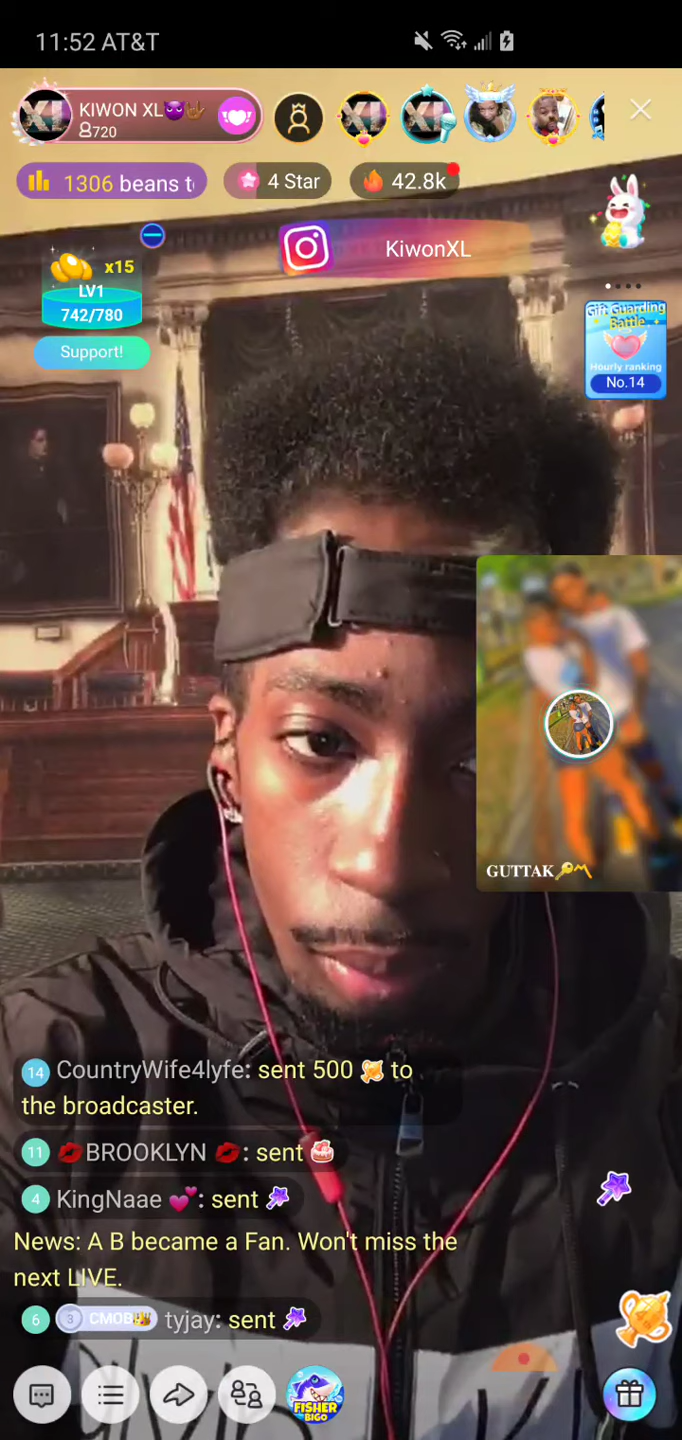 11:52 AT&T
KIWON XL😈🤟🏾
720
1306 beans t
4 Star
42.8k
KiwonXL
x15
LV1
742/780
Support!
Gift Guarding
Battle
Hourly ranking
No.14
GUTTAK🔑〽️
14 CountryWife4lyfe: sent 500 to
the broadcaster.
11 💋BROOKLYN 💋: sent
4 KingNaae 💕: sent
News: A B became a Fan. Won't miss the
next LIVE.
6 3 CMOB👑 tyjay: sent
FISHER
BIGO